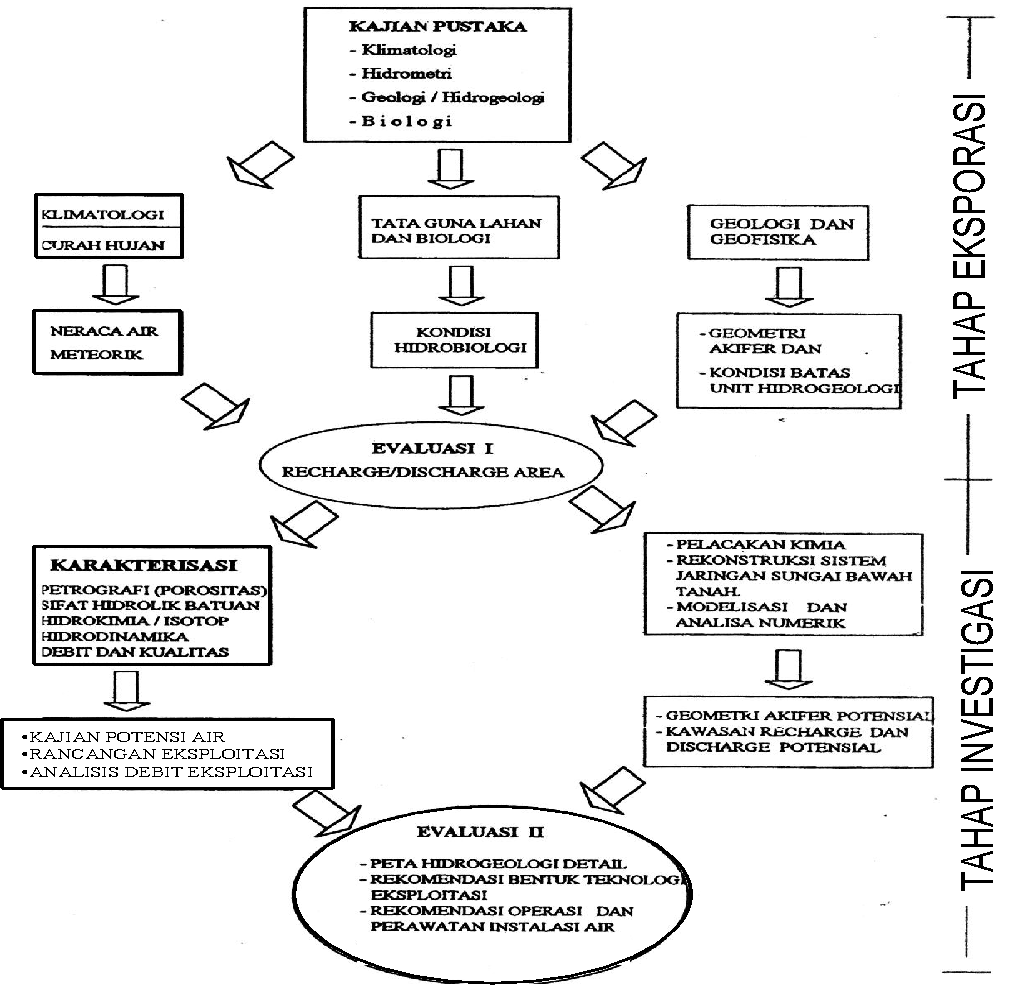 KAJIAN PUSTAKA
- Klimatologi
- Hidrometri
- Geologi / Hidrogeologi
- Biologi
KLIMATOLOGI
CURAH HUJAN
TATA GUNA LAHAN
DAN BIOLOGI
GEOLOGI DAN
GEOFISIKA
NERACA AIR
METEORIK
KONDISI
HIDROBIOLOGI
- GEOMETRI
AKIFER DAN
- KONDISI BATAS
UNIT HIDROGEOLOGI
EVALUASI I
RECHARGE/DISCHARGE AREA
KARAKTERISASI
PETROGRAFI (POROSITAS)
SIFAT HIDROLIK BATUAN
HIDROKIMIA / ISOTOP
HIDRODINAMIKA
DEBIT DAN KUALITAS
- PELACAKAN KIMIA
- REKONSTRUKSI SISTEM
JARINGAN SUNGAI BAWAH
TANAH.
- MODELISASI DAN
ANALISA NUMERIK
•KAJIAN POTENSI AIR
•RANCANGAN EKSPLOITASI
•ANALISIS DEBIT EKSPLOITASI
- GEOMETRI AKIFER POTENSIAL
- KAWASAN RECHARGE DAN
DISCHARGE POTENSIAL
EVALUASI II
- PETA HIDROGEOLOGI DETAIL
- REKOMENDASI BENTUK TEKNOLOGI
EKSPLOITASI
- REKOMENDASI OPERASI DAN
PERAWATAN INSTALASI AIR
TAHAP EKSPORASI
TAHAP INVESTIGASI